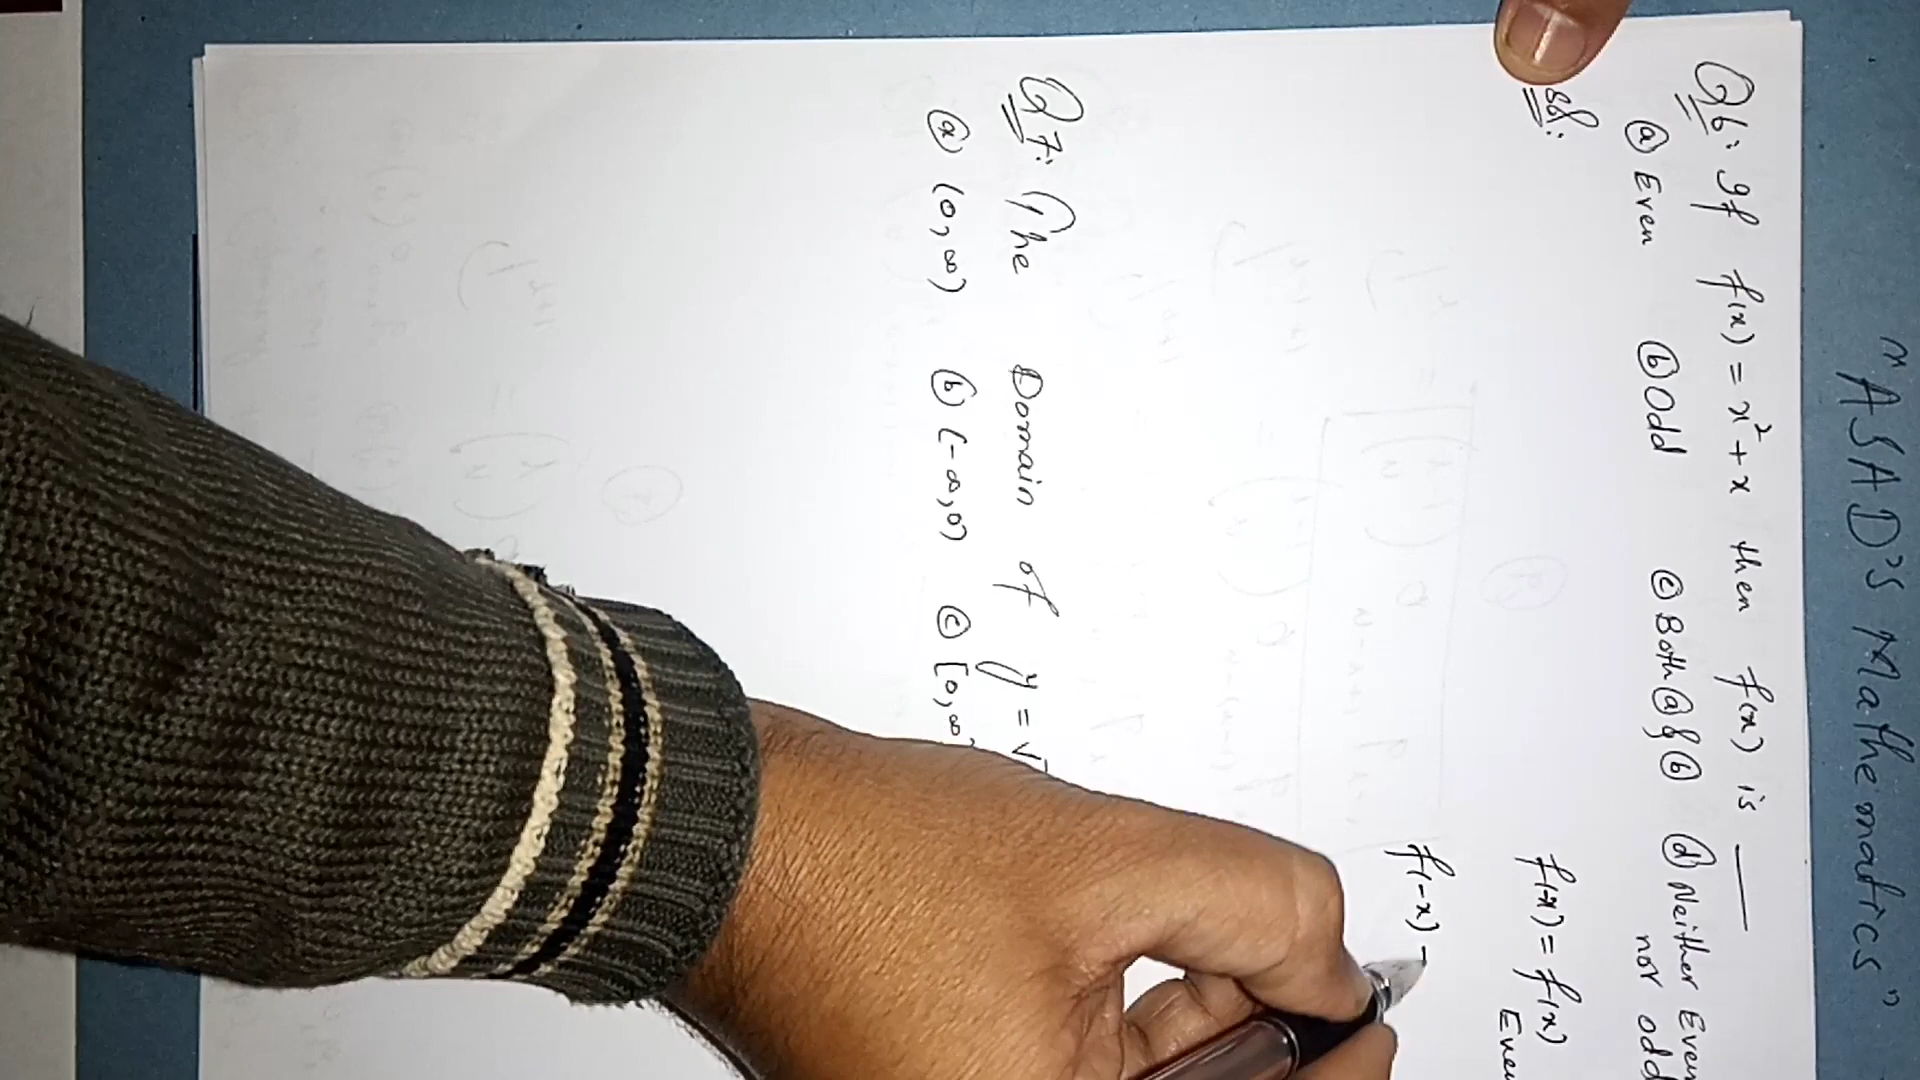 "ASAD's Mathematics"
Q6: If f(x) = x² + x then f(x) is ____
(a) Even (b) Odd (c) Both (a) & (b) (d) Neither Even nor odd
Sol:
f(-x) = f(x)
Even
f(-x) =
Q7: The Domain of y = √
(a) (0, ∞) (b) (-∞, 0) (c) [0, ∞)